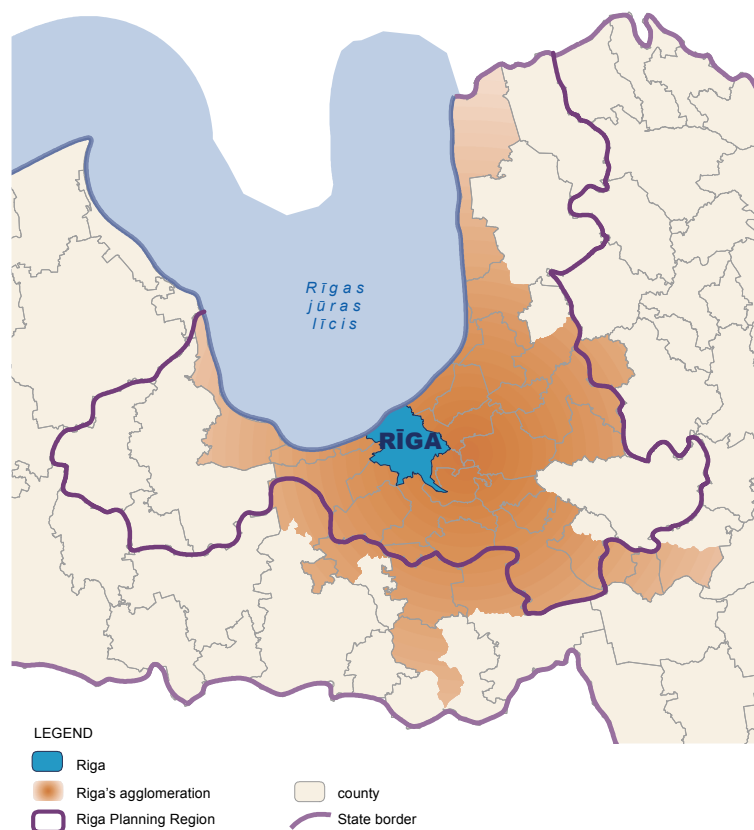 Rīgas
jūras
līcis
RĪGA
LEGEND
Riga
Riga's agglomeration
county
Riga Planning Region
State border